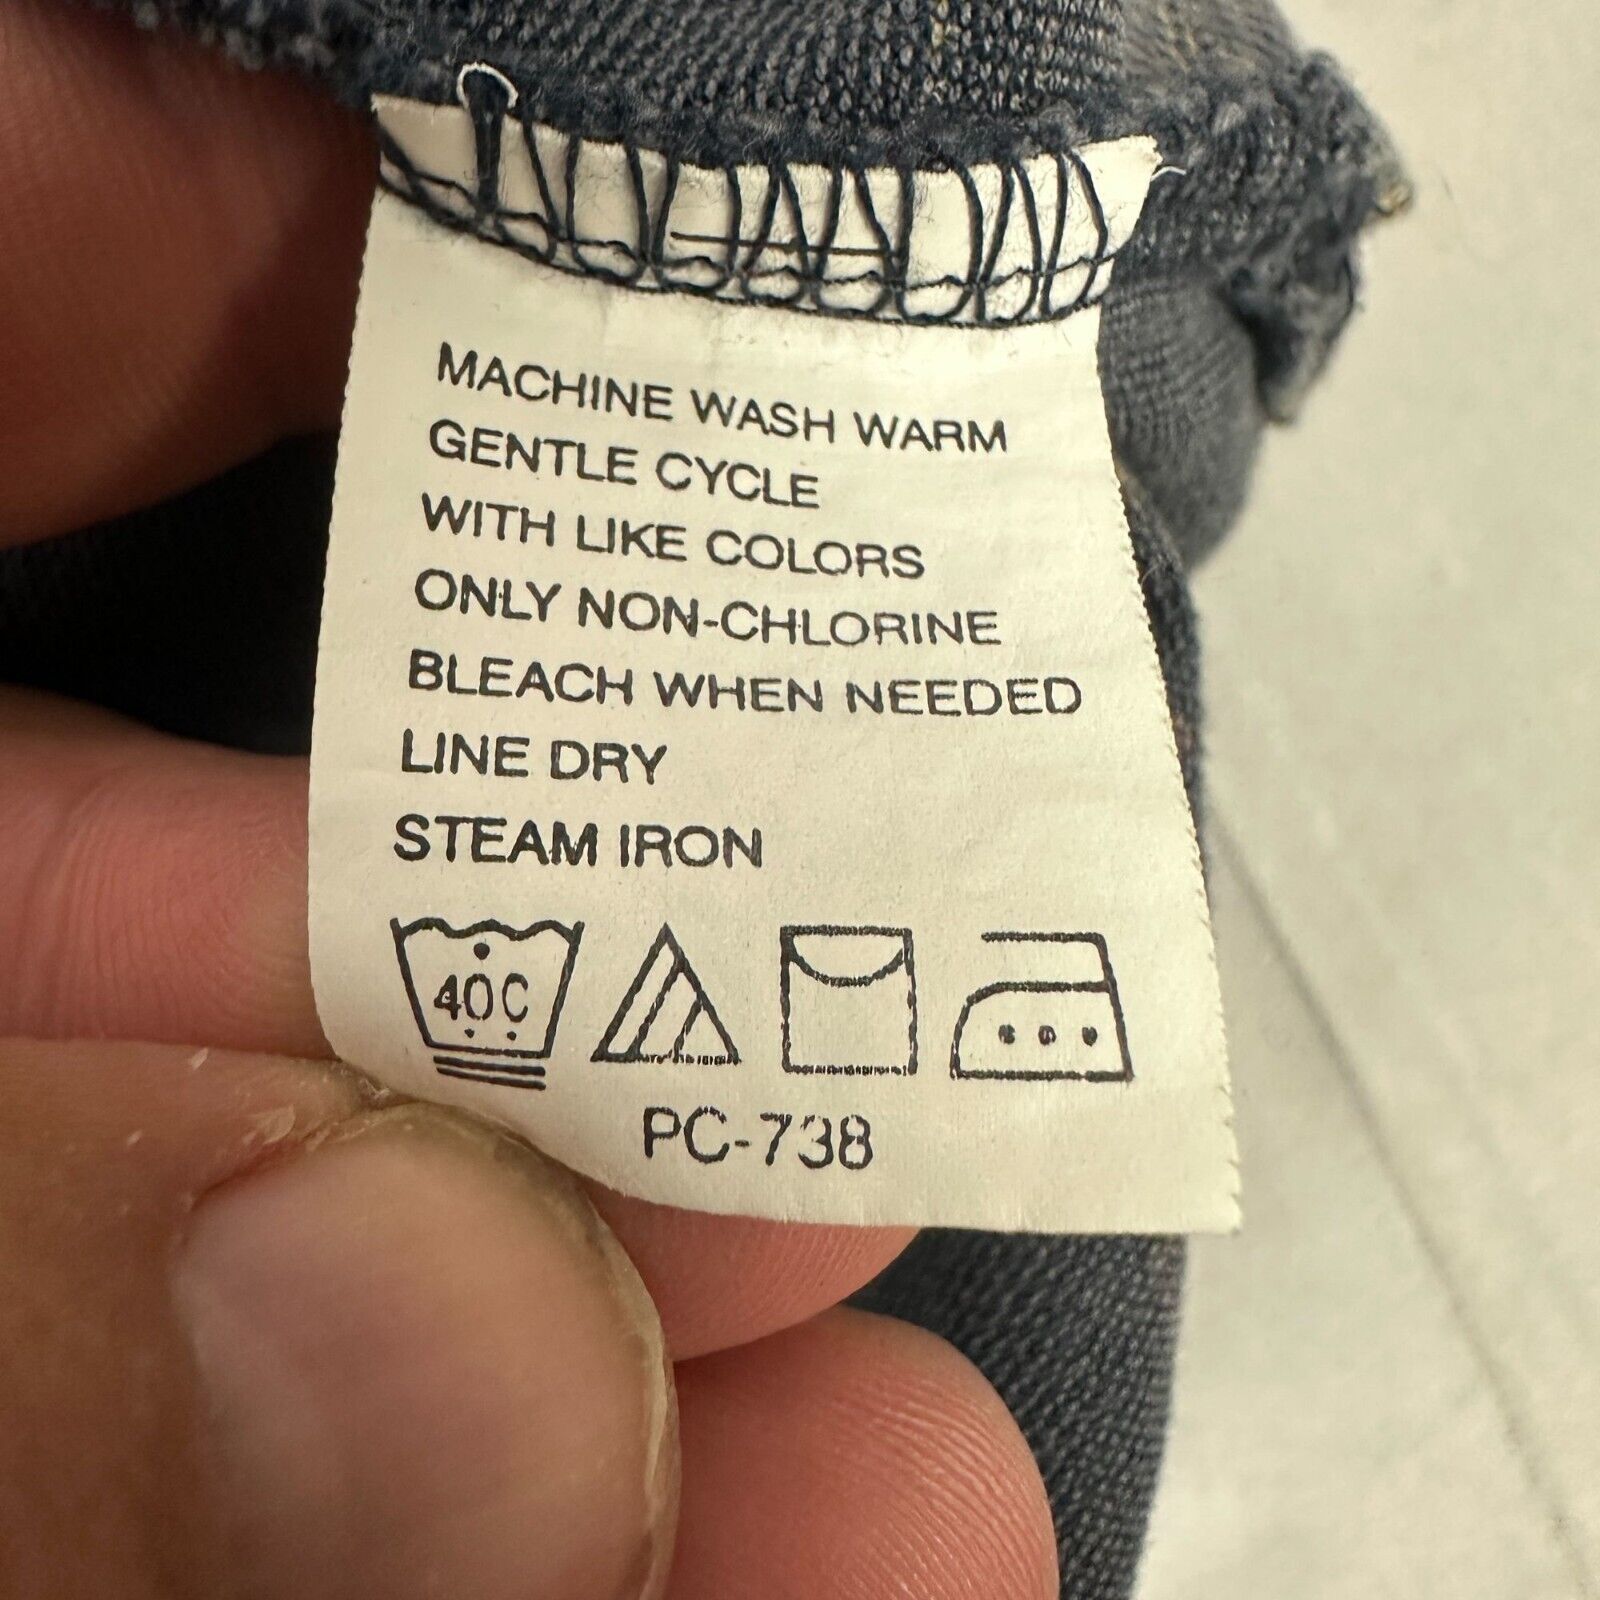 MACHINE WASH WARM
GENTLE CYCLE
WITH LIKE COLORS
ONLY NON-CHLORINE
BLEACH WHEN NEEDED
LINE DRY
STEAM IRON
40C
PC-738